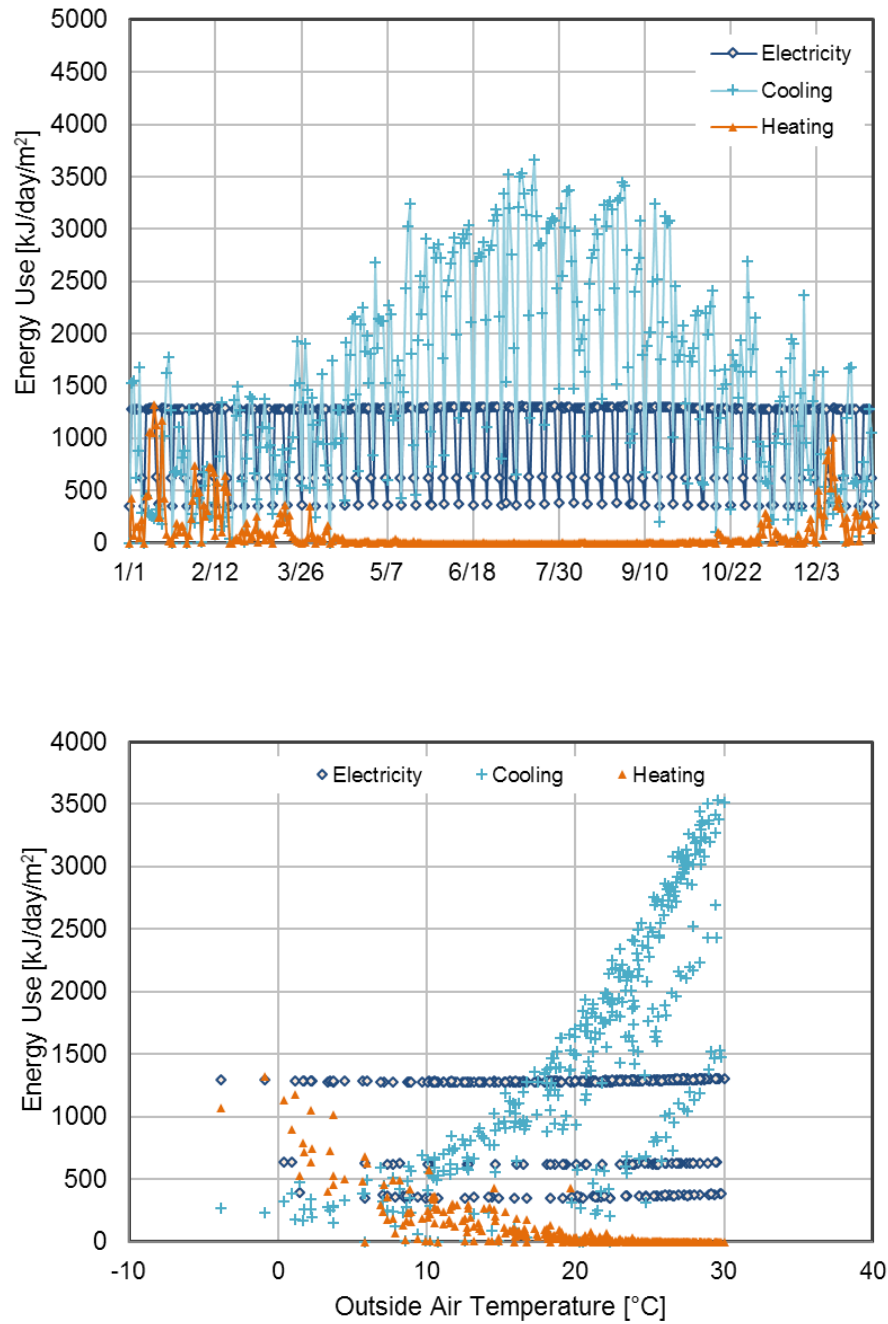 5000
4500
4000
3500
3000
2500
2000
1500
1000
500
0
Energy Use [kJ/day/m²]
Electricity
Cooling
Heating
1/1 2/12 3/26 5/7 6/18 7/30 9/10 10/22 12/3
4000
3500
3000
2500
2000
1500
1000
500
0
Energy Use [kJ/day/m²]
Electricity Cooling Heating
-10 0 10 20 30 40
Outside Air Temperature [°C]